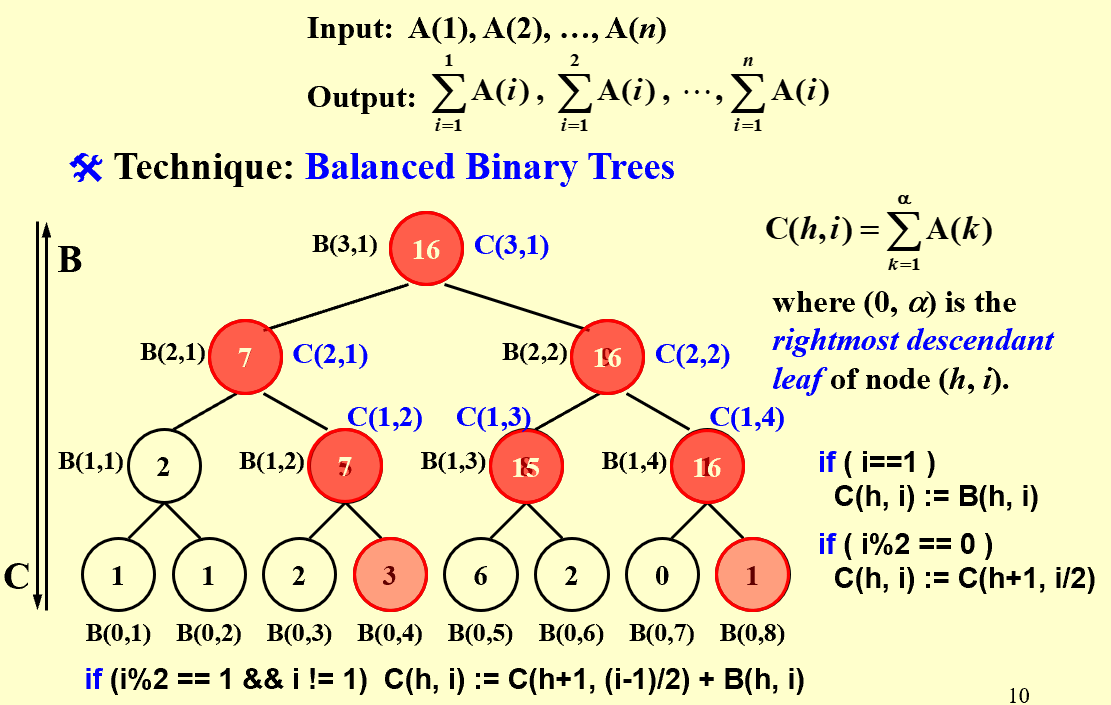 Input: A(1), A(2), …, A(n)
Output: \sum_{i=1}^{1} A(i) , \sum_{i=1}^{2} A(i) , ⋯, \sum_{i=1}^{n} A(i)
Technique: Balanced Binary Trees
B
B(3,1) 16 C(3,1)
C(h,i) = \sum_{k=1}^{α} A(k)
where (0, α) is the
rightmost descendant
leaf of node (h, i).
B(2,1) 7 C(2,1) B(2,2) 16 C(2,2)
C(1,2) C(1,3) C(1,4)
B(1,1) 2 B(1,2) 7 B(1,3) 15 B(1,4) 16
if ( i==1 )
C(h, i) := B(h, i)
if ( i%2 == 0 )
C(h, i) := C(h+1, i/2)
C
1 1 2 3 6 2 0 1
B(0,1) B(0,2) B(0,3) B(0,4) B(0,5) B(0,6) B(0,7) B(0,8)
if (i%2 == 1 && i != 1) C(h, i) := C(h+1, (i-1)/2) + B(h, i)
10